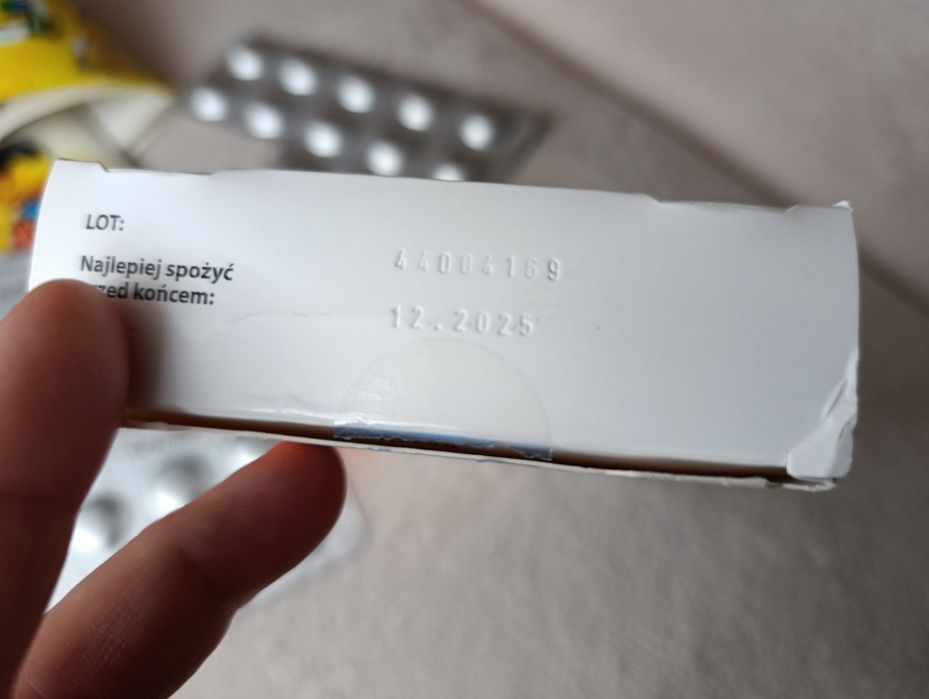 LOT:
44004169
Najlepiej spożyć
końcem:
12.2025